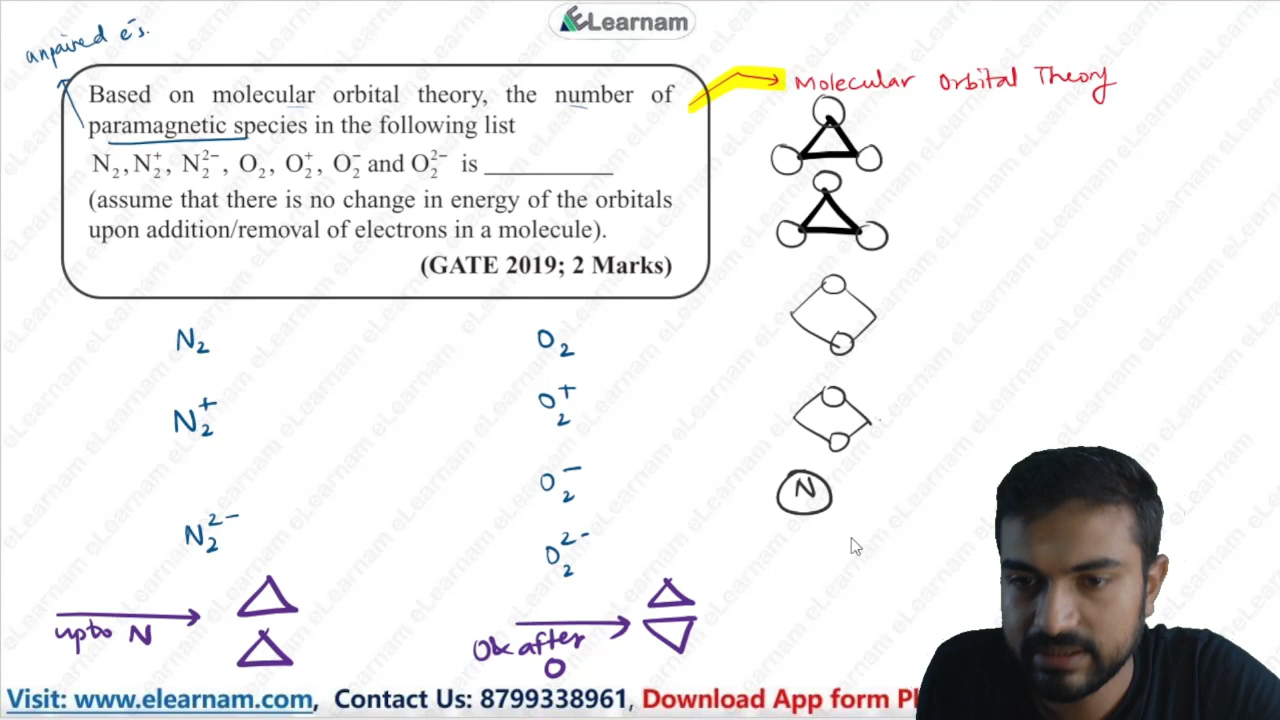 eLearnam
unpaired e⁻s.
Molecular Orbital Theory
Based on molecular orbital theory, the number of
paramagnetic species in the following list
N₂, N₂⁺, N₂²⁻, O₂, O₂⁺, O₂⁻ and O₂²⁻ is ___________
(assume that there is no change in energy of the orbitals
upon addition/removal of electrons in a molecule).
(GATE 2019; 2 Marks)
N₂
O₂
N₂⁺
O₂⁺
O₂⁻
N
N₂²⁻
O₂²⁻
upto N
O & after
O
Visit: www.elearnam.com, Contact Us: 8799338961, Download App form Pl